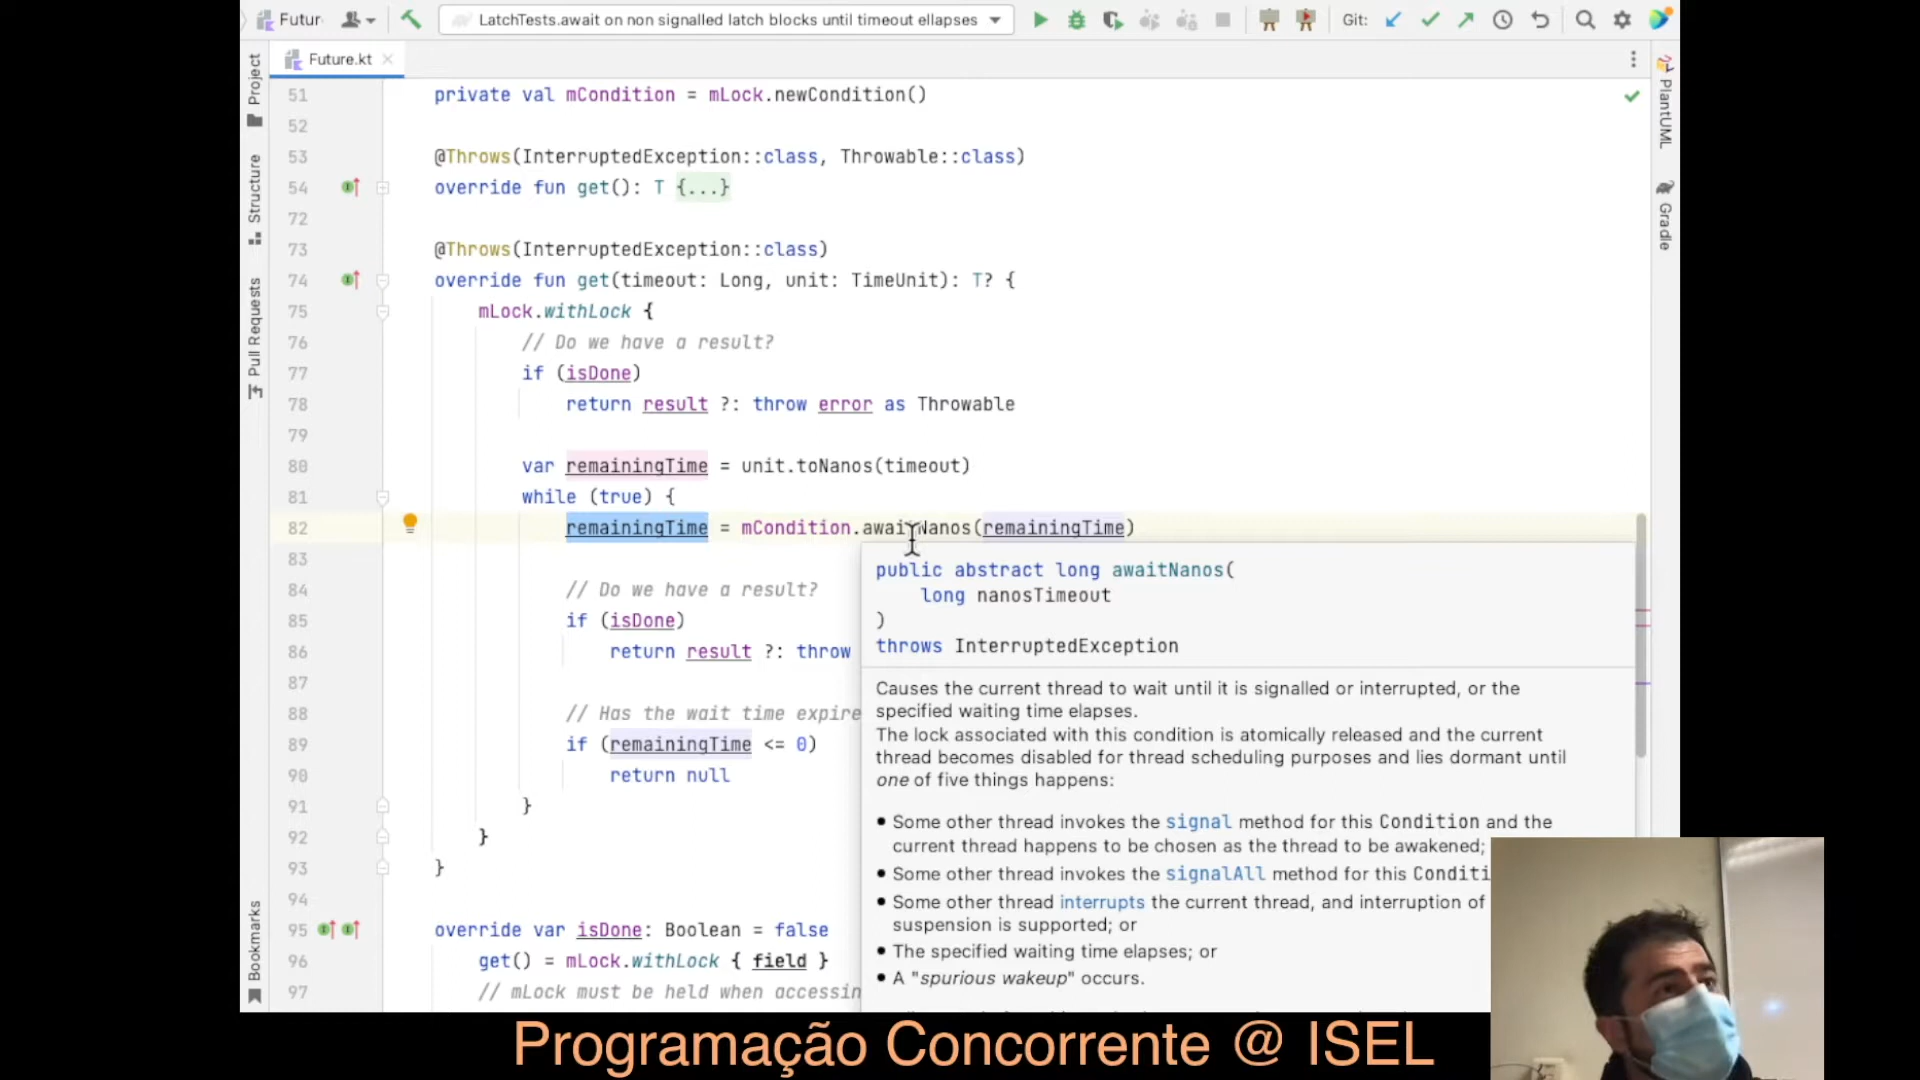 Futur
LatchTests.await on non signalled latch blocks until timeout ellapses
Git:
Future.kt
Project
Structure
Pull Requests
Bookmarks
PlantUML
Gradle
51 private val mCondition = mLock.newCondition()
52
53 @Throws(InterruptedException::class, Throwable::class)
54 override fun get(): T {...}
72
73 @Throws(InterruptedException::class)
74 override fun get(timeout: Long, unit: TimeUnit): T? {
75 mLock.withLock {
76 // Do we have a result?
77 if (isDone)
78 return result ?: throw error as Throwable
79
80 var remainingTime = unit.toNanos(timeout)
81 while (true) {
82 remainingTime = mCondition.awaitNanos(remainingTime)
83
84 // Do we have a result?
85 if (isDone)
86 return result ?: throw
87
88 // Has the wait time expire
89 if (remainingTime <= 0)
90 return null
91 }
92 }
93 }
94
95 override var isDone: Boolean = false
96 get() = mLock.withLock { field }
97 // mLock must be held when accessin
public abstract long awaitNanos(
long nanosTimeout
)
throws InterruptedException
Causes the current thread to wait until it is signalled or interrupted, or the
specified waiting time elapses.
The lock associated with this condition is atomically released and the current
thread becomes disabled for thread scheduling purposes and lies dormant until
one of five things happens:
• Some other thread invokes the signal method for this Condition and the
current thread happens to be chosen as the thread to be awakened;
• Some other thread invokes the signalAll method for this Conditi
• Some other thread interrupts the current thread, and interruption of
suspension is supported; or
• The specified waiting time elapses; or
• A "spurious wakeup" occurs.
Programação Concorrente @ ISEL